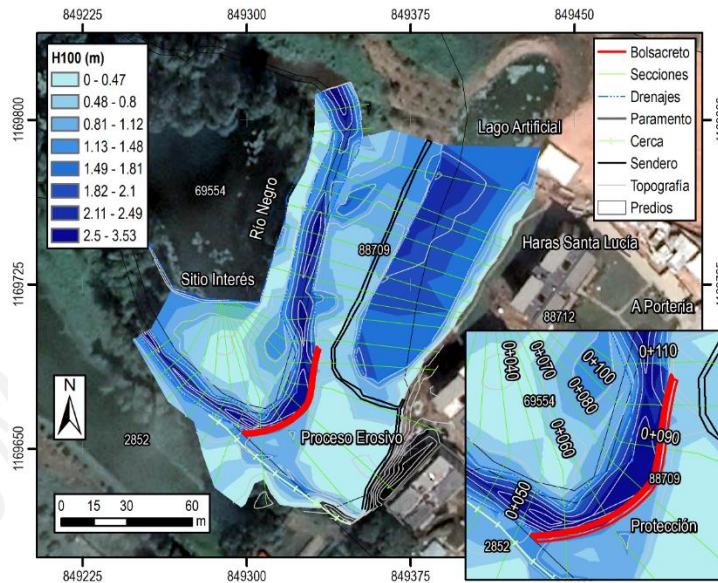 849225 849300 849375 849450
H100 (m)
0 - 0.47
0.48 - 0.8
0.81 - 1.12
1.13 - 1.48
1.49 - 1.81
1.82 - 2.1
2.11 - 2.49
2.5 - 3.53
Bolsacreto
Secciones
Drenajes
Paramento
Cerca
Sendero
Topografía
Predios
1169800
Lago Artificial
69554
Río Negro
Haras Santa Lucía
88709
1169725
Sitio Interés
88712
A Portería
N
2852
1169650
Proceso Erosivo
0+040
0+070
0+100
0+110
69554
0+080
0+060
0+090
88709
0+050
Protección
2852
0 15 30 60
m
849225 849300 849375